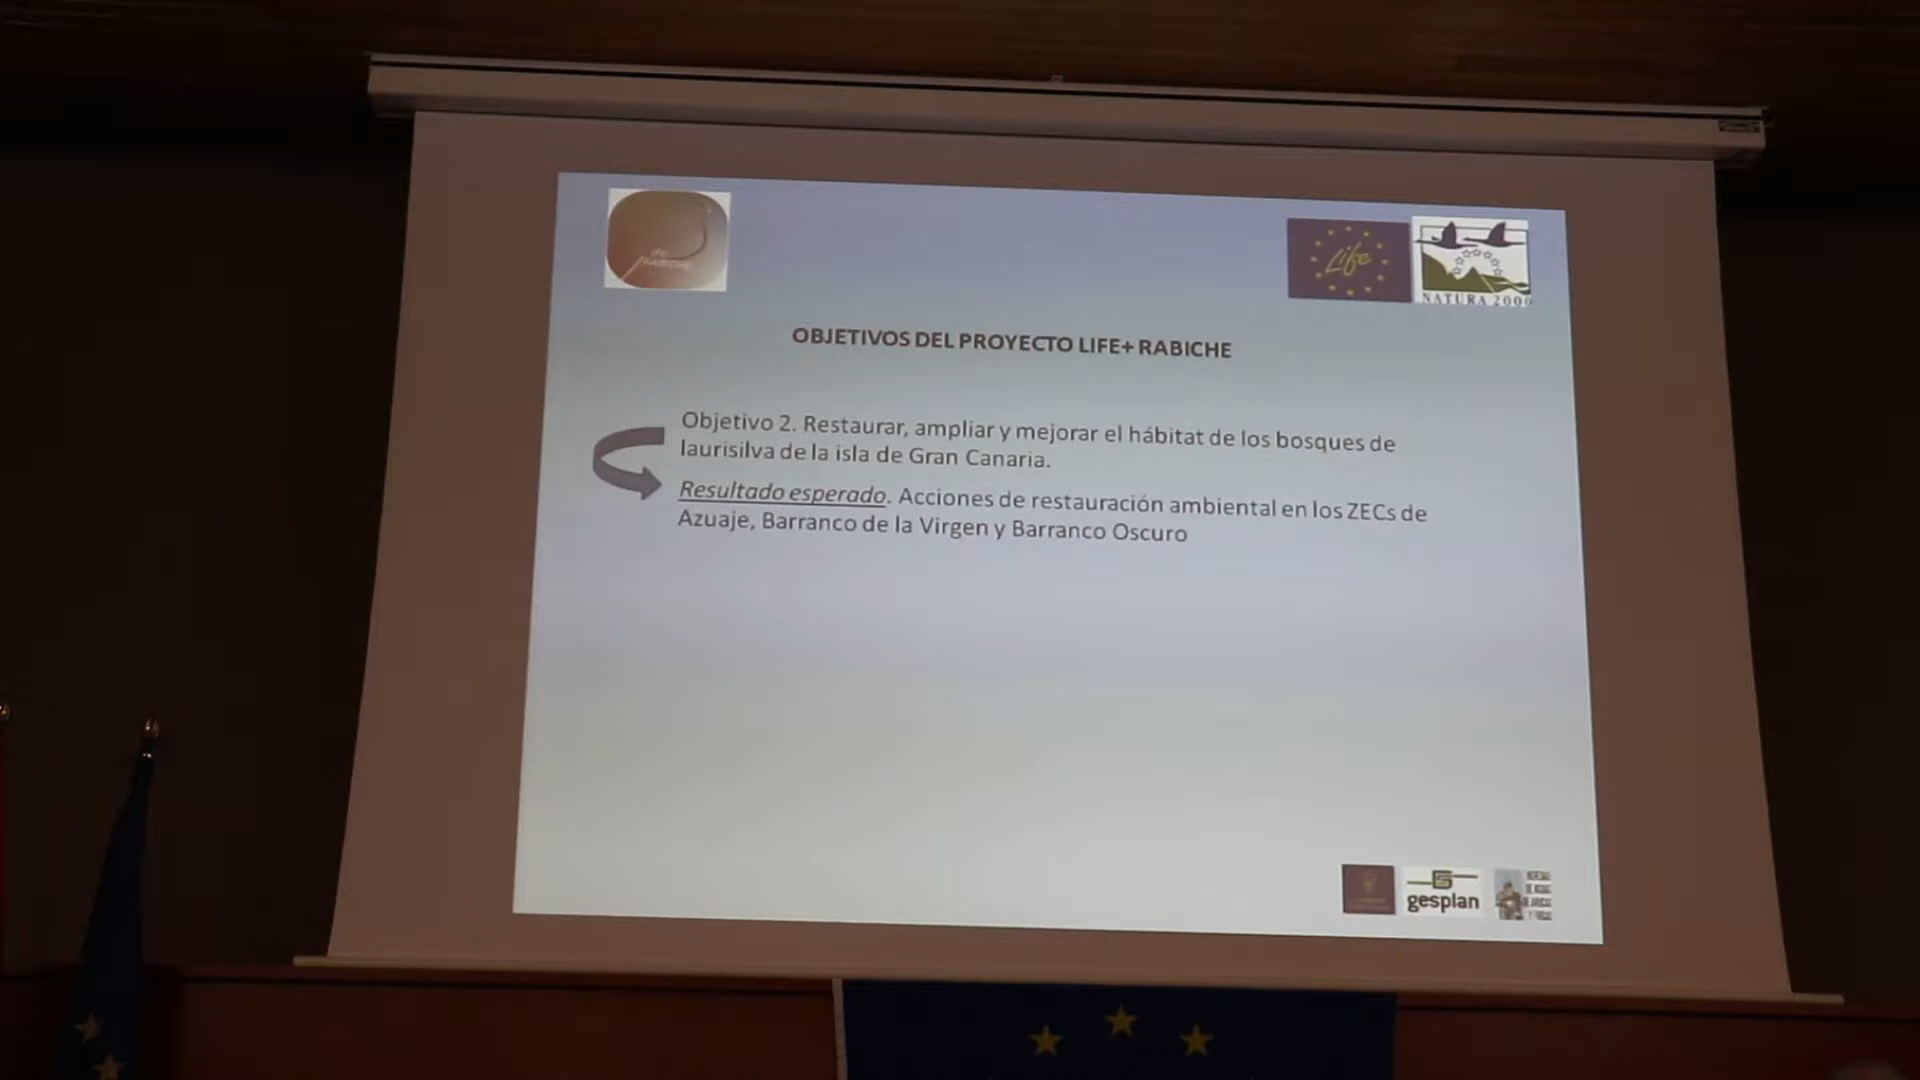 life
RABICHE
Life
NATURA 2000
OBJETIVOS DEL PROYECTO LIFE+ RABICHE
Objetivo 2. Restaurar, ampliar y mejorar el hábitat de los bosques de
laurisilva de la isla de Gran Canaria.
Resultado esperado. Acciones de restauración ambiental en los ZECs de
Azuaje, Barranco de la Virgen y Barranco Oscuro
gesplan